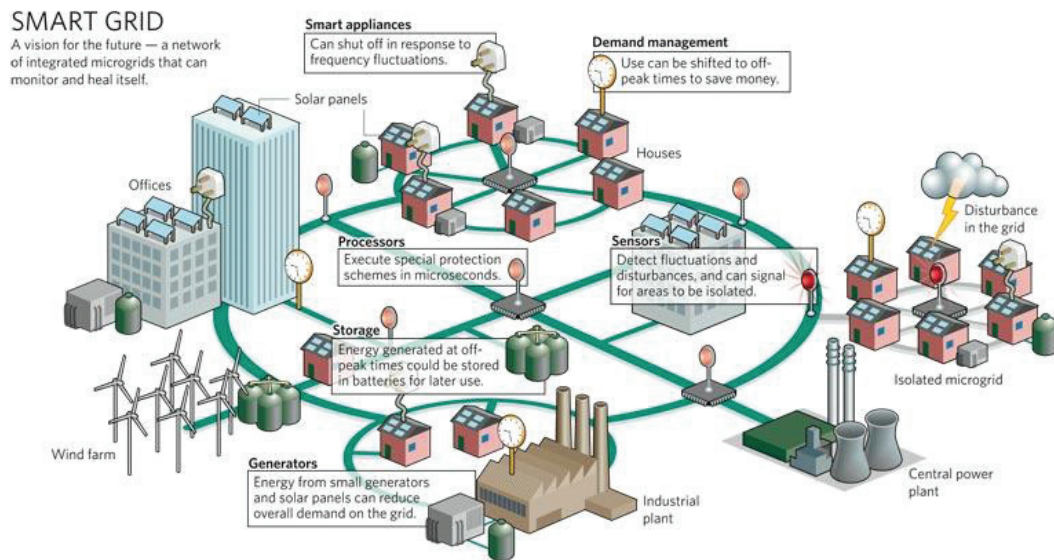 SMART GRID
A vision for the future — a network
of integrated microgrids that can
monitor and heal itself.
Smart appliances
Can shut off in response to
frequency fluctuations.
Demand management
Use can be shifted to off-
peak times to save money.
Solar panels
Houses
Offices
Disturbance
in the grid
Processors
Execute special protection
schemes in microseconds.
Sensors
Detect fluctuations and
disturbances, and can signal
for areas to be isolated.
Storage
Energy generated at off-
peak times could be stored
in batteries for later use.
Isolated microgrid
Wind farm
Generators
Energy from small generators
and solar panels can reduce
overall demand on the grid.
Industrial
plant
Central power
plant